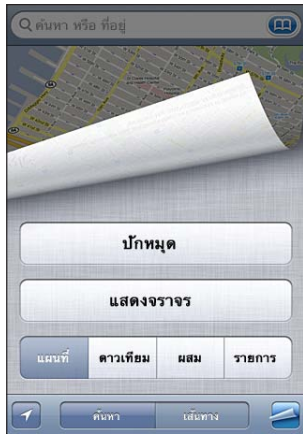 ค้นหา หรือ ที่อยู่
ปักหมุด
แสดงจราจร
แผนที่ ดาวเทียม ผสม รายการ
ค้นหา เส้นทาง